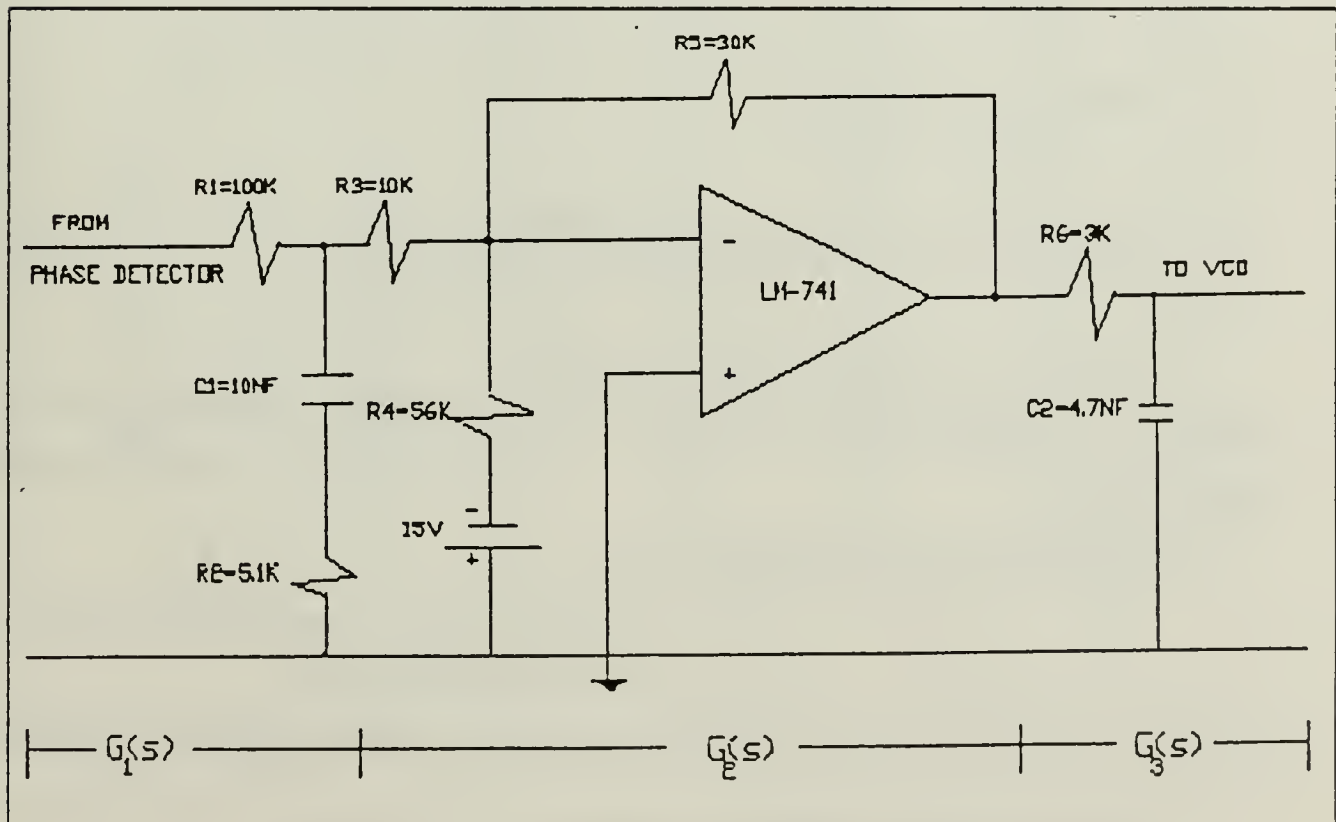 R5=30K
R1=100K
R3=10K
FROM
PHASE DETECTOR
R6=3K
TO VCO
-
LM-741
+
C1=10NF
R4=56K
C2=4.7NF
-
15V
+
R2=5.1K
G1(S)
G2(S)
G3(S)